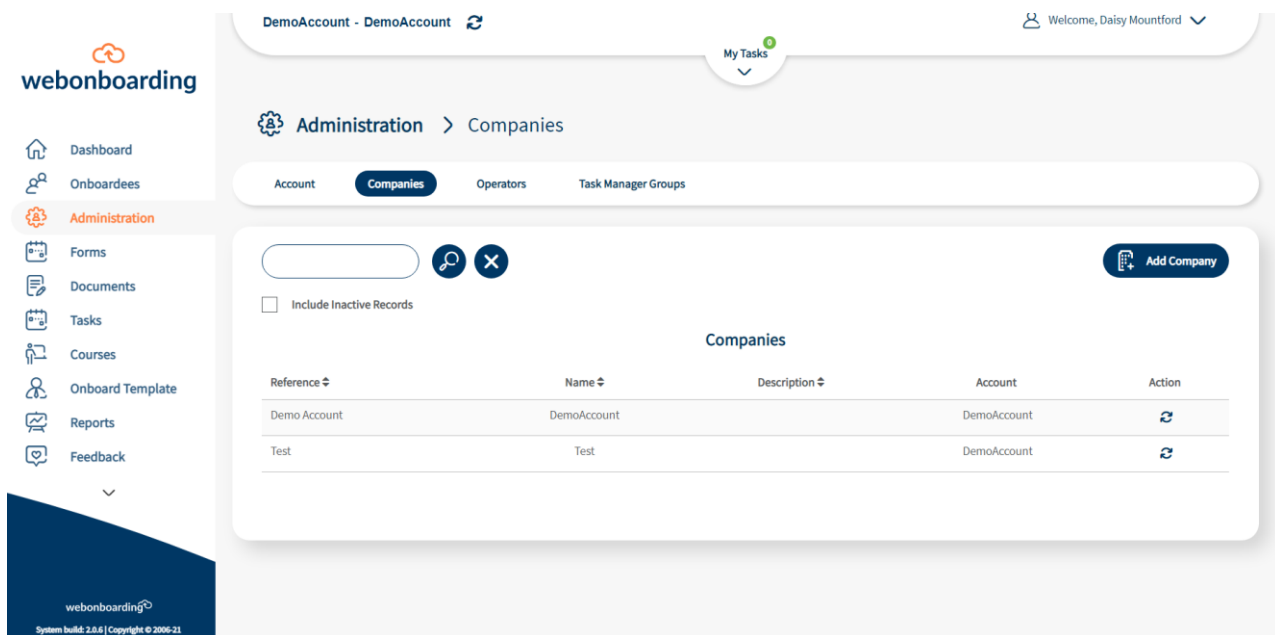 DemoAccount - DemoAccount
Welcome, Daisy Mountford
My Tasks
0
webonboarding
Dashboard
Onboardees
Administration
Forms
Documents
Tasks
Courses
Onboard Template
Reports
Feedback
webonboarding
System build: 2.0.6 | Copyright © 2006-21
Administration > Companies
Account Companies Operators Task Manager Groups
Add Company
Include Inactive Records
Companies
Reference Name Description Account Action
Demo Account DemoAccount DemoAccount
Test Test DemoAccount